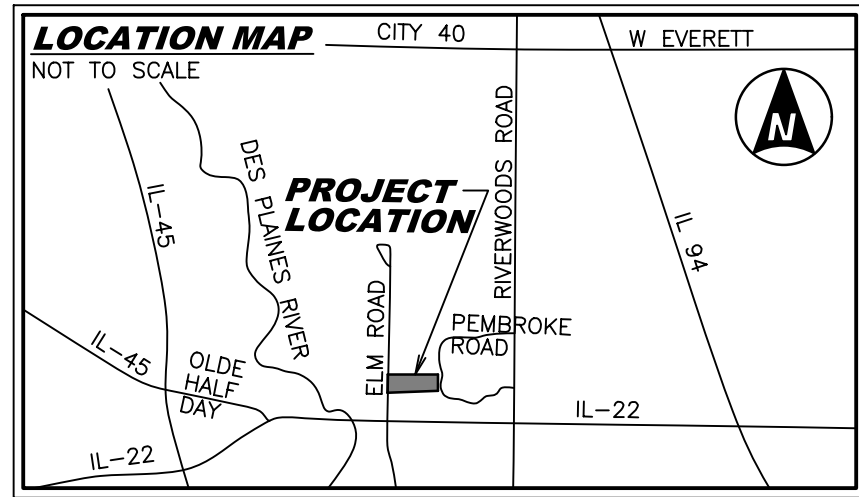 LOCATION MAP
NOT TO SCALE
CITY 40
W EVERETT
N
RIVERWOODS ROAD
DES PLAINES RIVER
IL-45
PROJECT
LOCATION
IL 94
ELM ROAD
PEMBROKE
ROAD
IL-45
OLDE
HALF
DAY
IL-22
IL-22